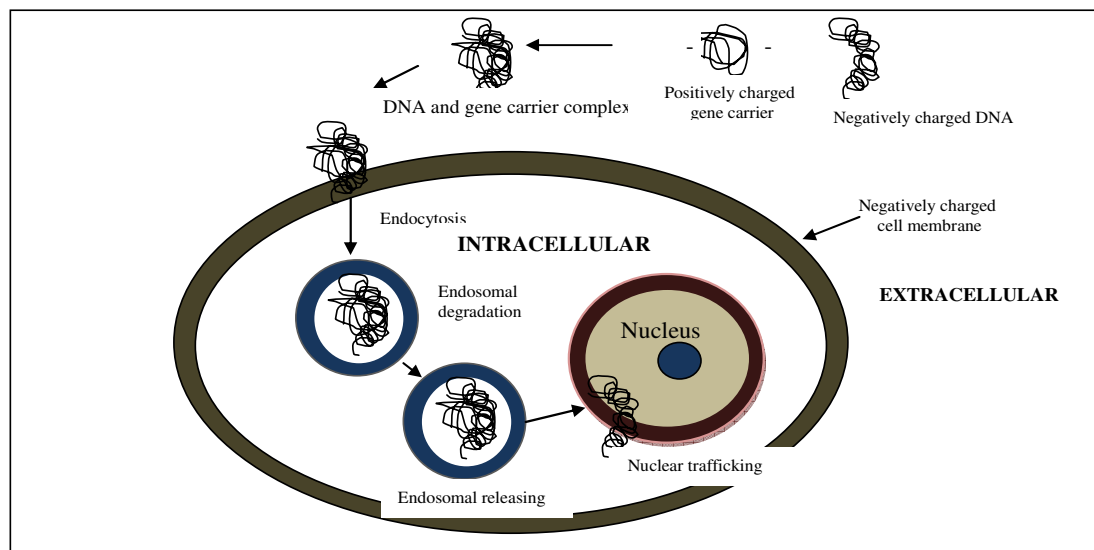 DNA and gene carrier complex
Positively charged
gene carrier
Negatively charged DNA
Endocytosis
INTRACELLULAR
Negatively charged
cell membrane
Endosomal
degradation
EXTRACELLULAR
Nucleus
Nuclear trafficking
Endosomal releasing